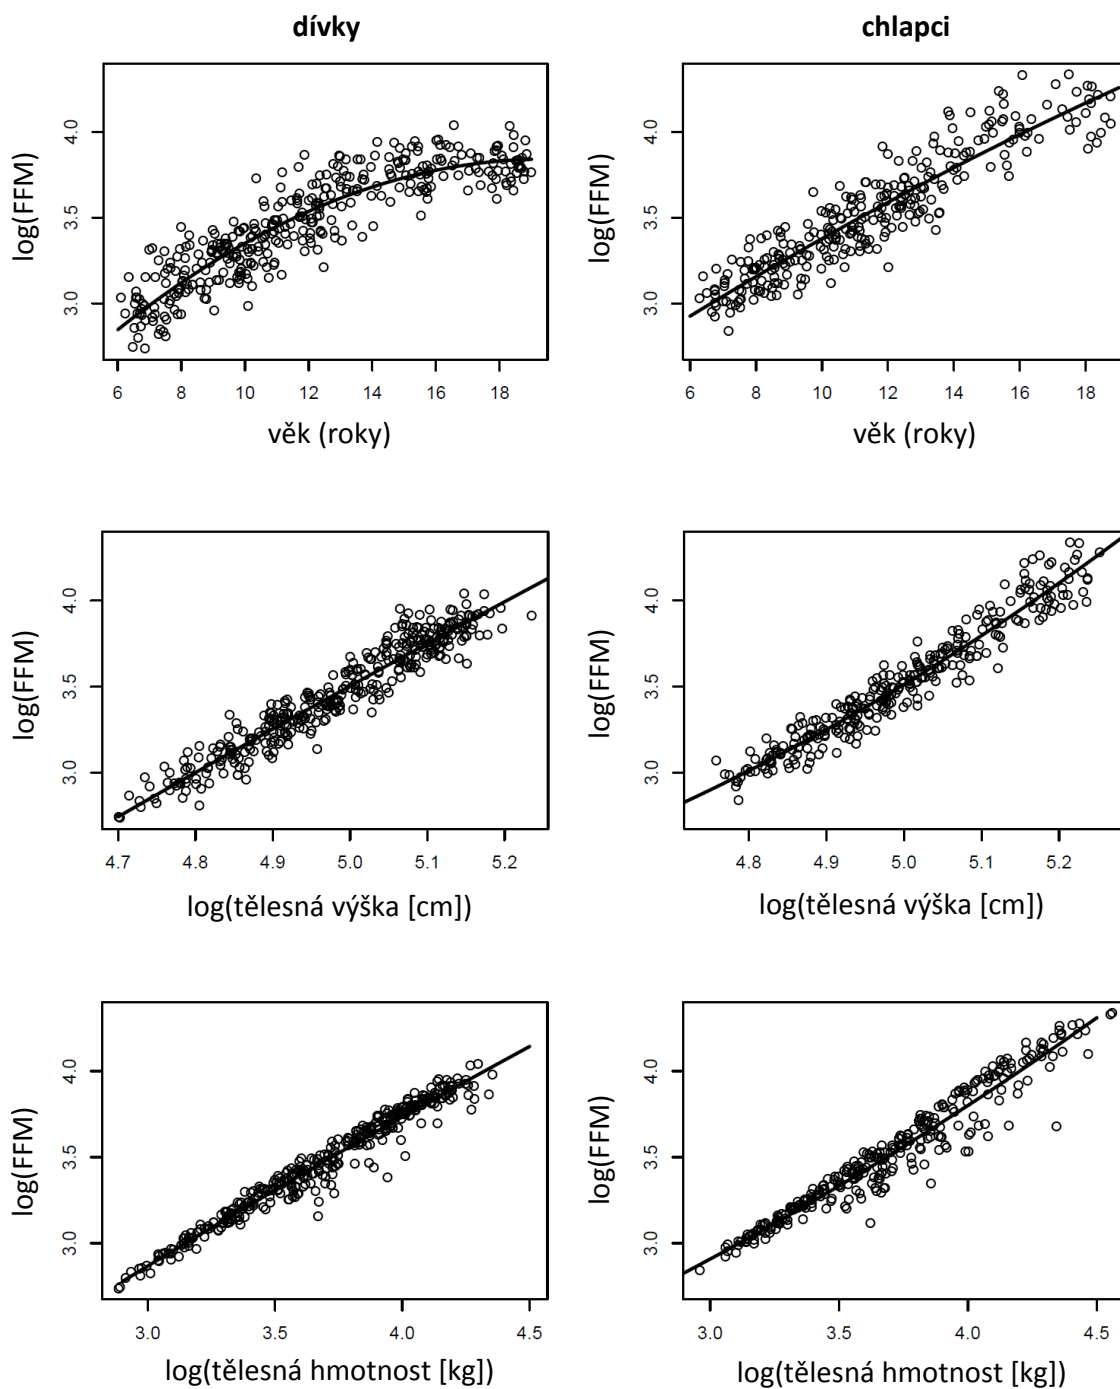 dívky
chlapci
log(FFM)
4.0
3.5
3.0
6 8 10 12 14 16 18
věk (roky)
log(FFM)
4.0
3.5
3.0
6 8 10 12 14 16 18
věk (roky)
log(FFM)
4.0
3.5
3.0
4.7 4.8 4.9 5.0 5.1 5.2
log(tělesná výška [cm])
log(FFM)
4.0
3.5
3.0
4.8 4.9 5.0 5.1 5.2
log(tělesná výška [cm])
log(FFM)
4.0
3.5
3.0
3.0 3.5 4.0 4.5
log(tělesná hmotnost [kg])
log(FFM)
4.0
3.5
3.0
3.0 3.5 4.0 4.5
log(tělesná hmotnost [kg])